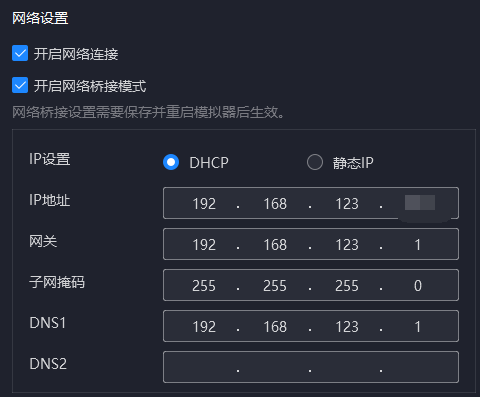 网络设置
开启网络连接
开启网络桥接模式
网络桥接设置需要保存并重启模拟器后生效。
IP设置 DHCP 静态IP
IP地址 192 . 168 . 123 .
网关 192 . 168 . 123 . 1
子网掩码 255 . 255 . 255 . 0
DNS1 192 . 168 . 123 . 1
DNS2 . . .